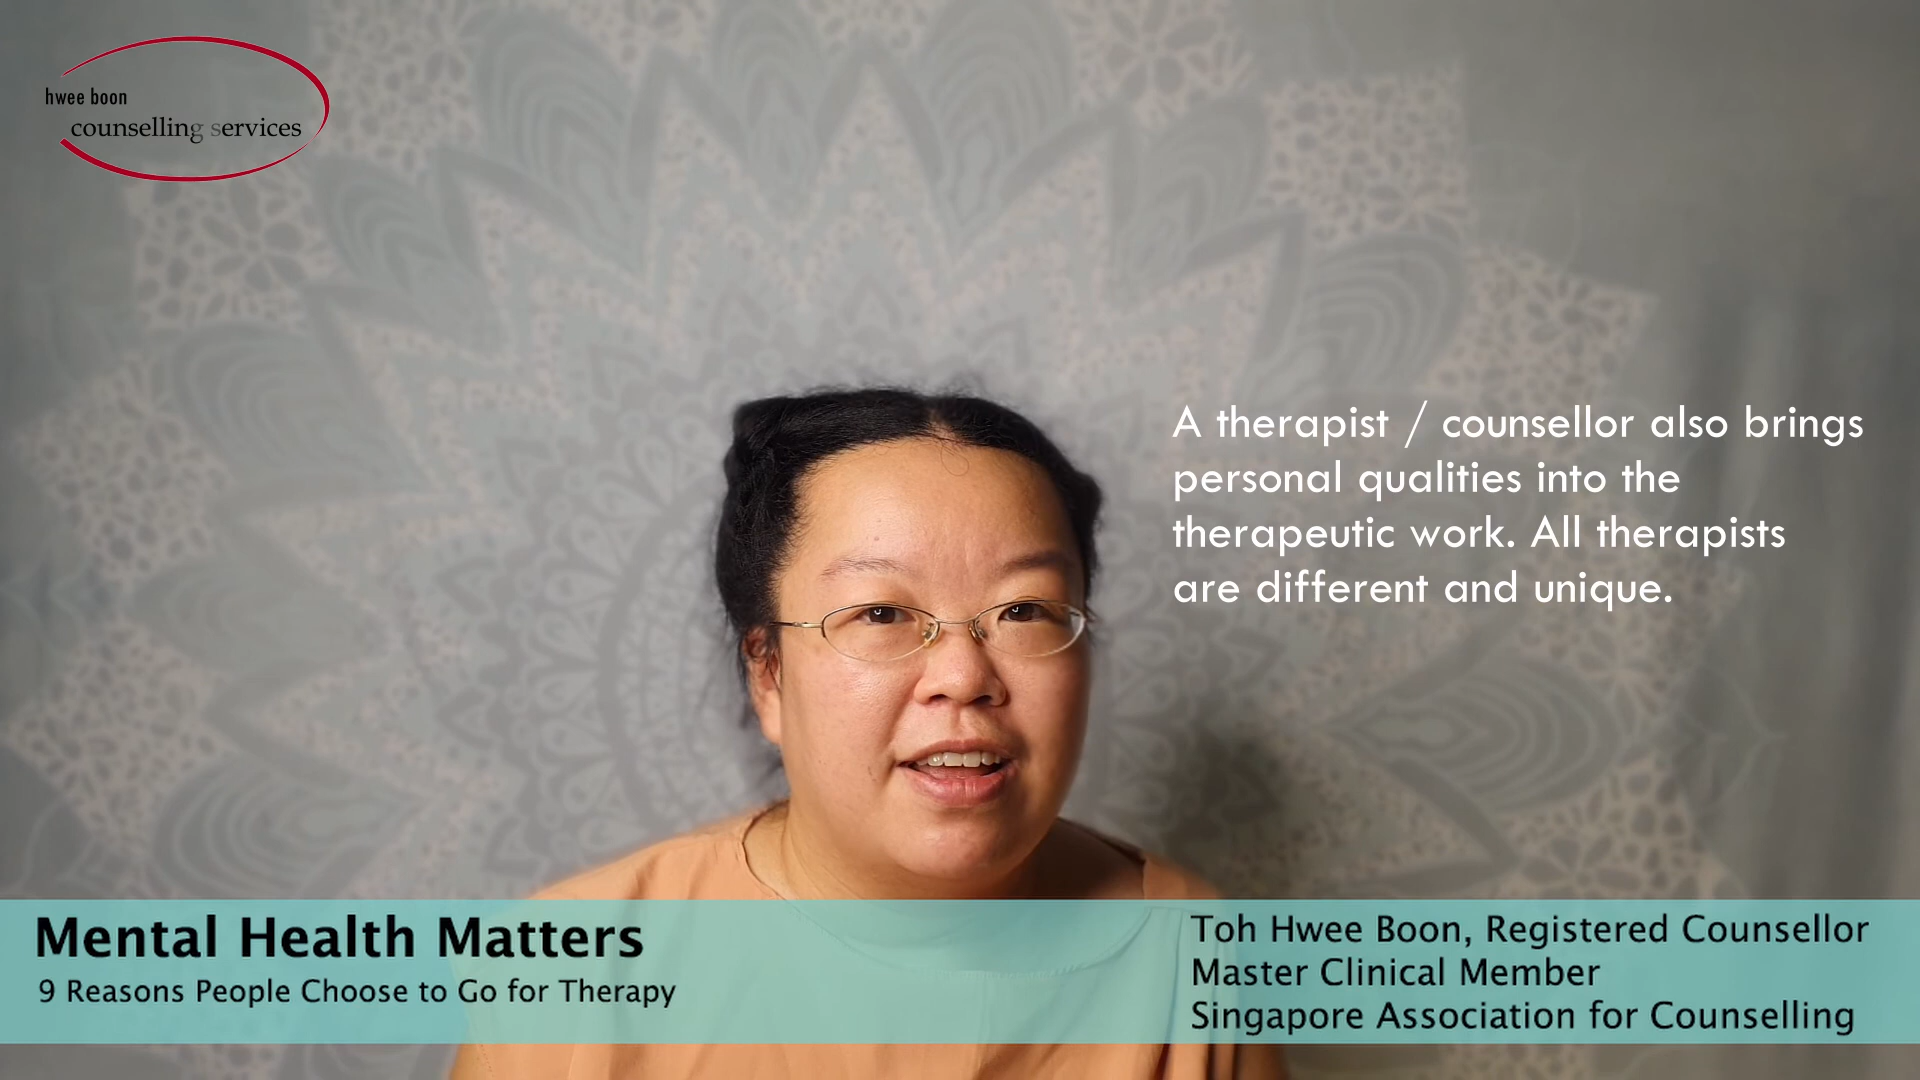 hwee boon
counselling services
A therapist / counsellor also brings
personal qualities into the
therapeutic work. All therapists
are different and unique.
Mental Health Matters
9 Reasons People Choose to Go for Therapy
Toh Hwee Boon, Registered Counsellor
Master Clinical Member
Singapore Association for Counselling